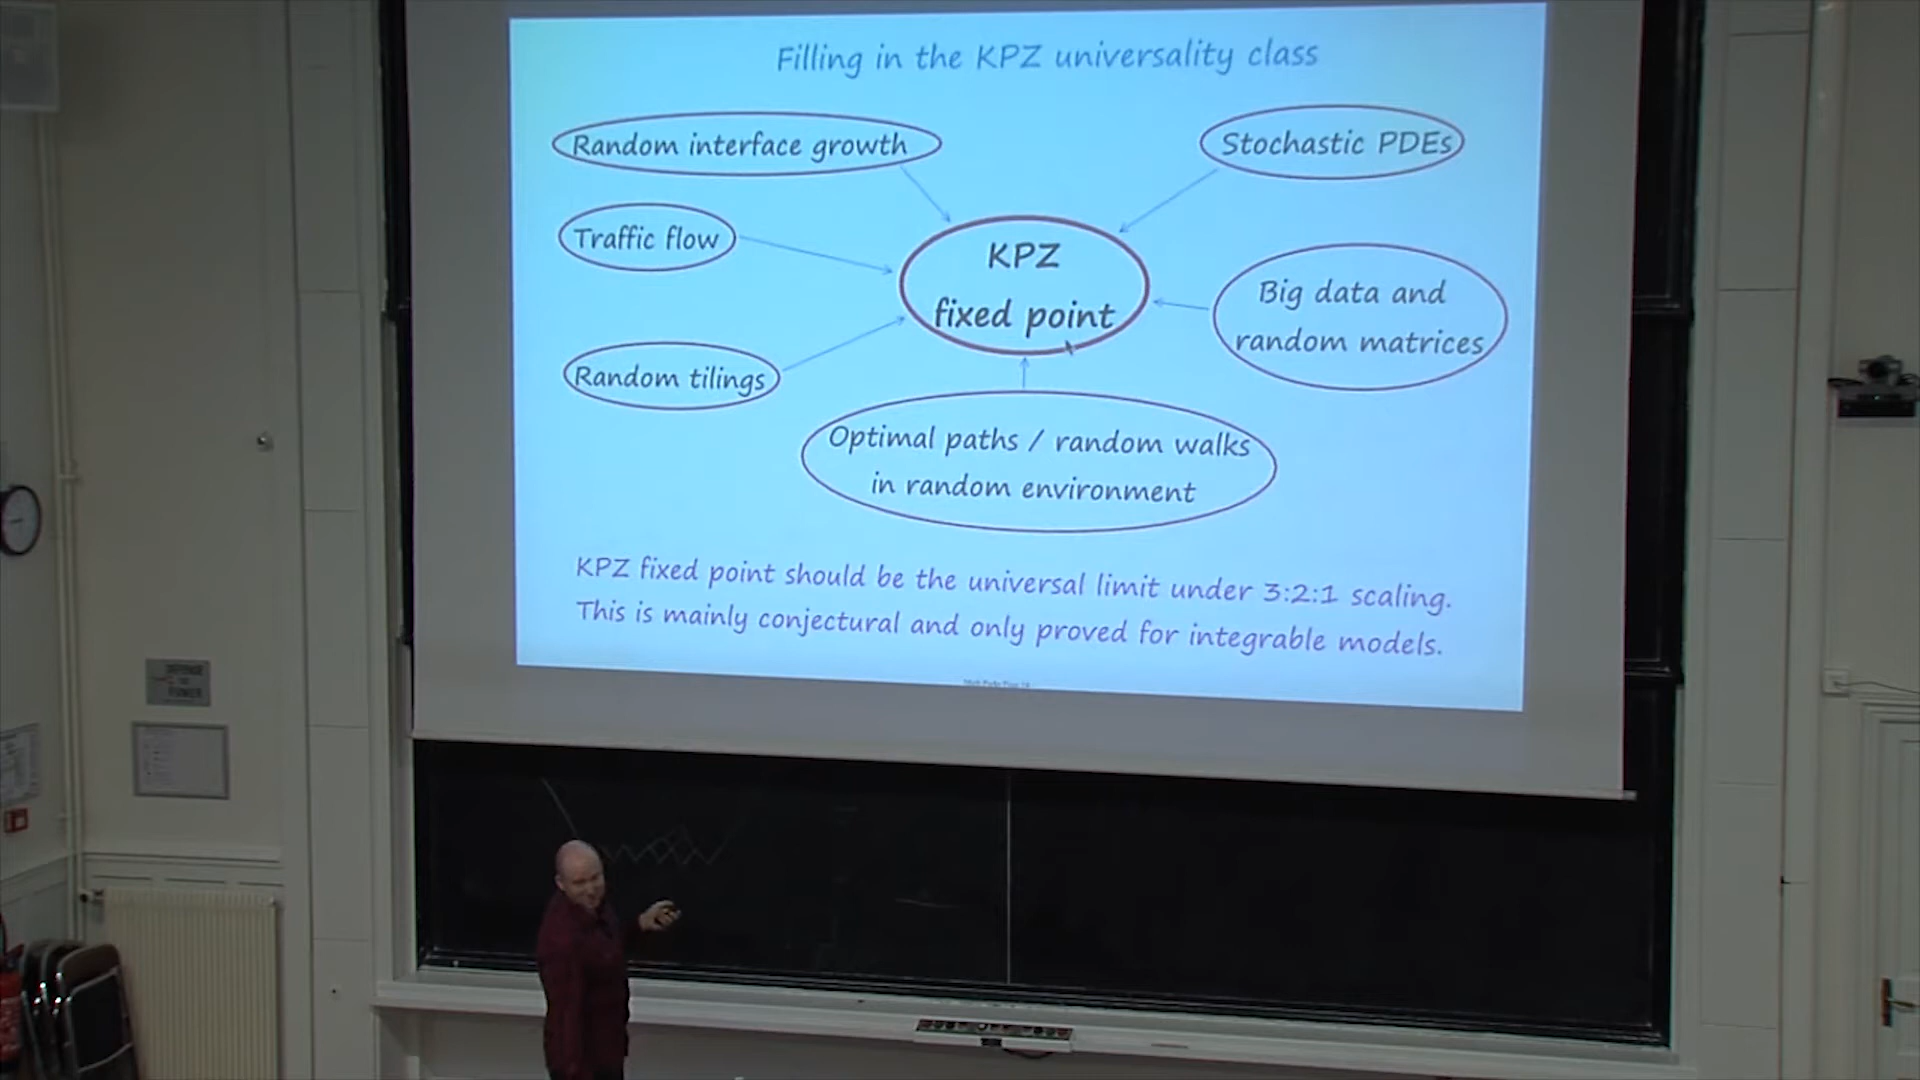 Filling in the KPZ universality class
Random interface growth
Stochastic PDEs
Traffic flow
KPZ
fixed point
Big data and
random matrices
Random tilings
Optimal paths / random walks
in random environment
KPZ fixed point should be the universal limit under 3:2:1 scaling.
This is mainly conjectural and only proved for integrable models.